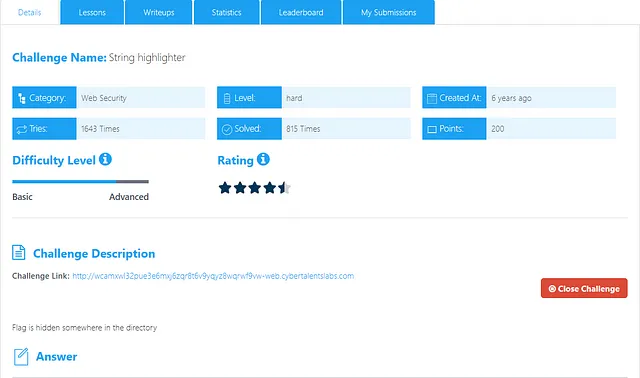 Details Lessons Writeups Statistics Leaderboard My Submissions
Challenge Name: String highlighter
Category: Web Security Level: hard Created At: 6 years ago
Tries: 1643 Times Solved: 815 Times Points: 200
Difficulty Level Rating
Basic Advanced
Challenge Description
Challenge Link: http://wcamxwl32pue3e6mxj6zqr8t6v9yqyz8wqrwf9vw-web.cybertalentslabs.com
Close Challenge
Flag is hidden somewhere in the directory
Answer